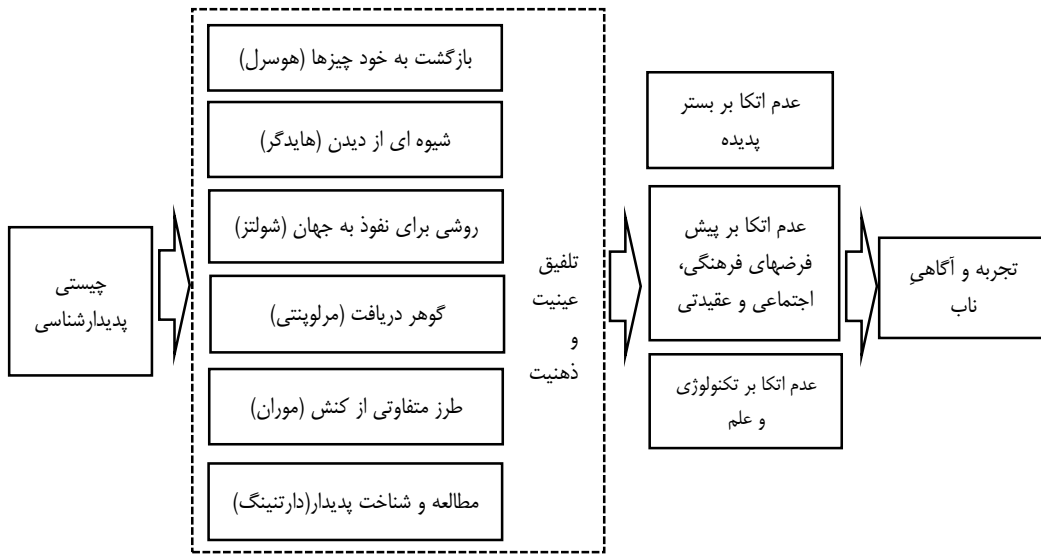 چیستی
پدیدارشناسی
بازگشت به خود چیزها (هوسرل)
شیوه ای از دیدن (هایدگر)
روشی برای نفوذ به جهان (شولتز)
گوهر دریافت (مرلوپنتی)
طرز متفاوتی از کنش (موران)
مطالعه و شناخت پدیدار(دارتنینگ)
تلفیق
عینیت
و
ذهنیت
عدم اتکا بر بستر
پدیده
عدم اتکا بر پیش
فرضهای فرهنگی،
اجتماعی و عقیدتی
عدم اتکا بر تکنولوژی
و علم
تجربه و آگاهیِ
ناب